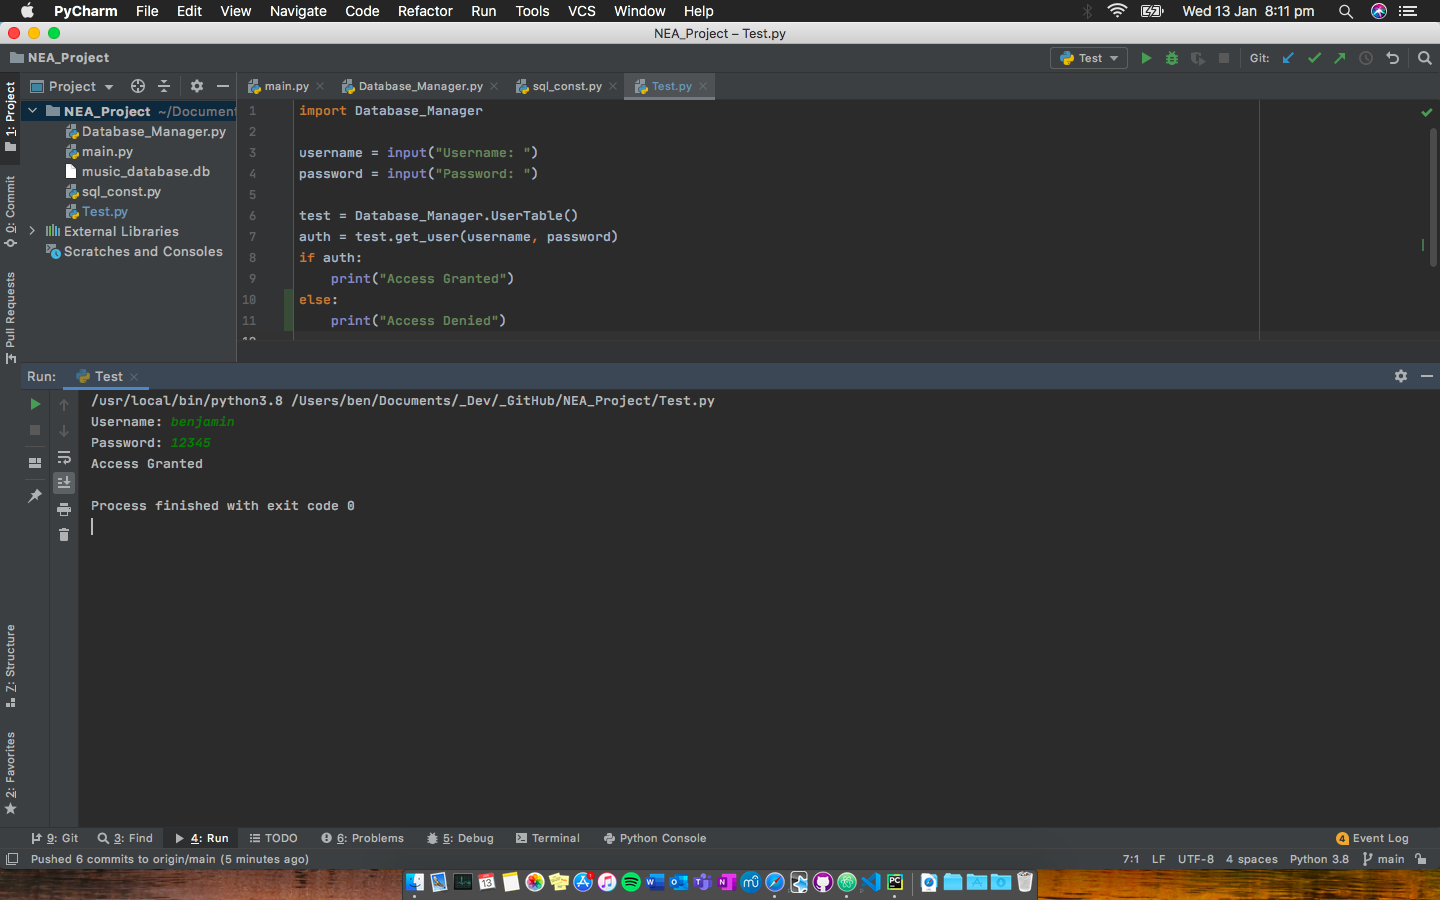 PyCharm File Edit View Navigate Code Refactor Run Tools VCS Window Help Wed 13 Jan 8:11 pm
NEA_Project – Test.py
NEA_Project Test Git:
Project main.py Database_Manager.py sql_const.py Test.py
NEA_Project ~/Document
Database_Manager.py
main.py
music_database.db
sql_const.py
Test.py
External Libraries
Scratches and Consoles
1: Project
0: Commit
Pull Requests
1 import Database_Manager
2
3 username = input("Username: ")
4 password = input("Password: ")
5
6 test = Database_Manager.UserTable()
7 auth = test.get_user(username, password)
8 if auth:
9 print("Access Granted")
10 else:
11 print("Access Denied")
12
Run: Test
/usr/local/bin/python3.8 /Users/ben/Documents/_Dev/_GitHub/NEA_Project/Test.py
Username: benjamin
Password: 12345
Access Granted
Process finished with exit code 0
7: Structure
2: Favorites
9: Git 3: Find 4: Run TODO 6: Problems 5: Debug Terminal Python Console 4 Event Log
Pushed 6 commits to origin/main (5 minutes ago) 7:1 LF UTF-8 4 spaces Python 3.8 main
13 PC